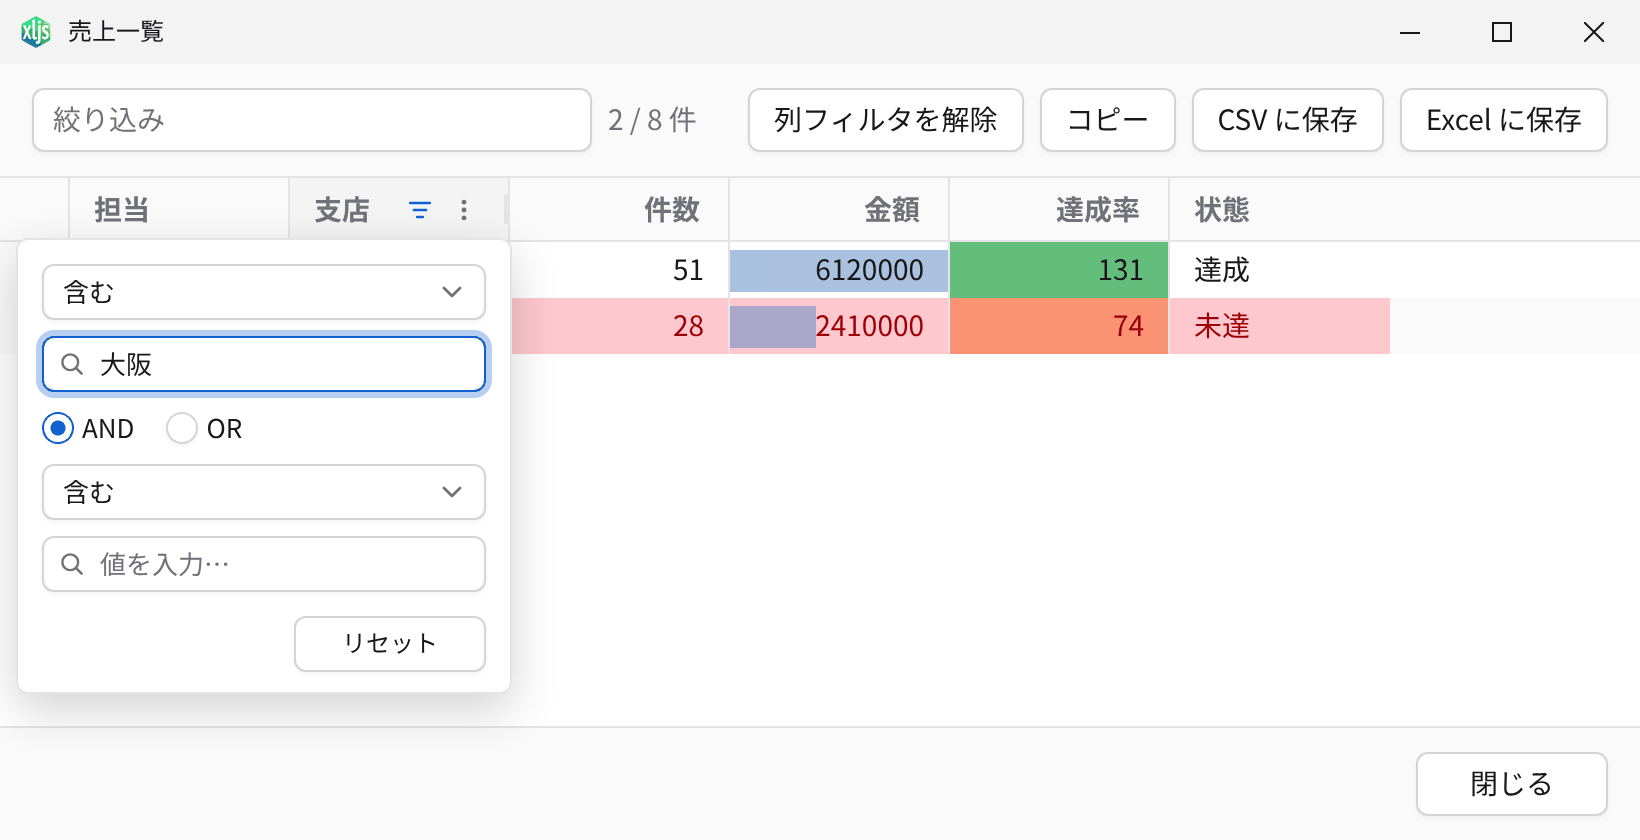 xljs 売上一覧
絞り込み 2 / 8 件 列フィルタを解除 コピー CSV に保存 Excel に保存
担当 支店 件数 金額 達成率 状態
51 6120000 131 達成
28 2410000 74 未達
含む
大阪
AND OR
含む
値を入力…
リセット
閉じる